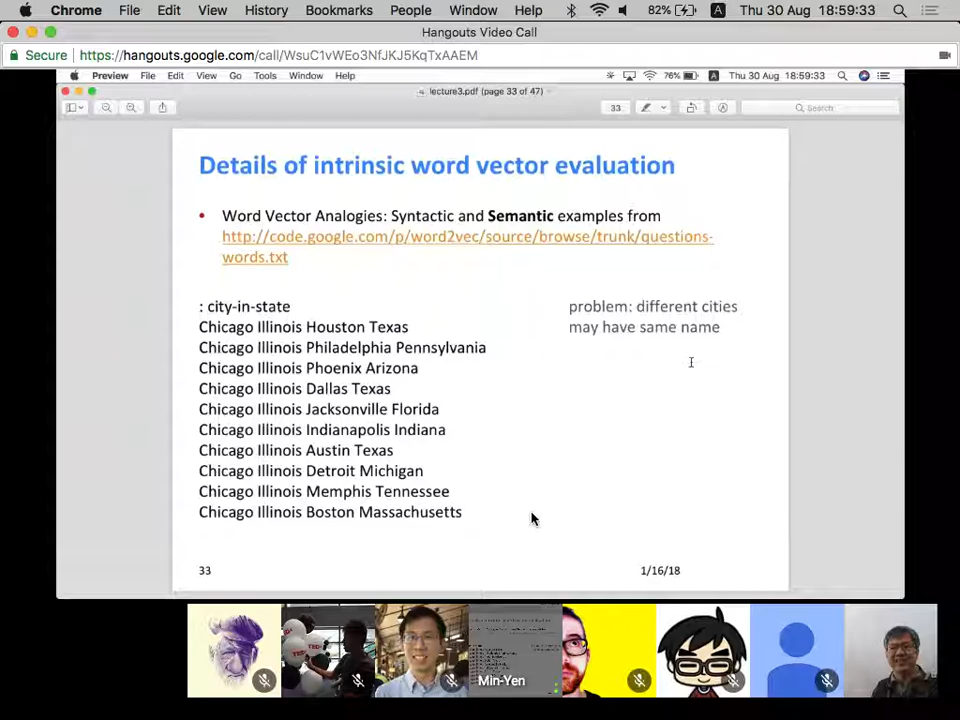 Chrome File Edit View History Bookmarks People Window Help 82% A Thu 30 Aug 18:59:33
Hangouts Video Call
Secure https://hangouts.google.com/call/WsuC1vWEo3NfJKJ5KqTxAAEM
Preview File Edit View Go Tools Window Help 76% A Thu 30 Aug 18:59:33
lecture3.pdf (page 33 of 47)
33 Search
Details of intrinsic word vector evaluation
• Word Vector Analogies: Syntactic and Semantic examples from
http://code.google.com/p/word2vec/source/browse/trunk/questions-
words.txt
: city-in-state
problem: different cities
may have same name
Chicago Illinois Houston Texas
Chicago Illinois Philadelphia Pennsylvania
Chicago Illinois Phoenix Arizona
Chicago Illinois Dallas Texas
Chicago Illinois Jacksonville Florida
Chicago Illinois Indianapolis Indiana
Chicago Illinois Austin Texas
Chicago Illinois Detroit Michigan
Chicago Illinois Memphis Tennessee
Chicago Illinois Boston Massachusetts
33 1/16/18
TED
Min-Yen